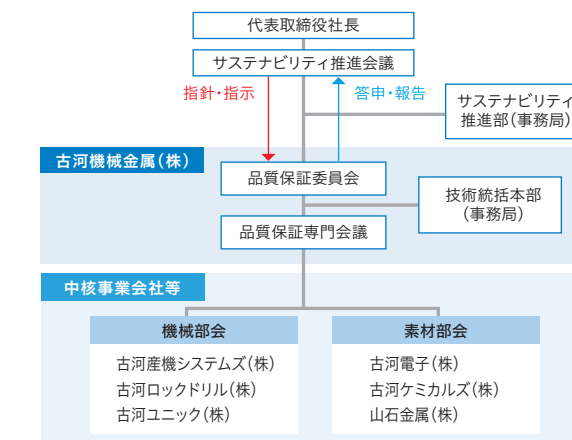 代表取締役社長
サステナビリティ推進会議
指針・指示
答申・報告
サステナビリティ
推進部(事務局)
古河機械金属(株)
品質保証委員会
技術統括本部
(事務局)
品質保証専門会議
中核事業会社等
機械部会
古河産機システムズ(株)
古河ロックドリル(株)
古河ユニック(株)
素材部会
古河電子(株)
古河ケミカルズ(株)
山石金属(株)